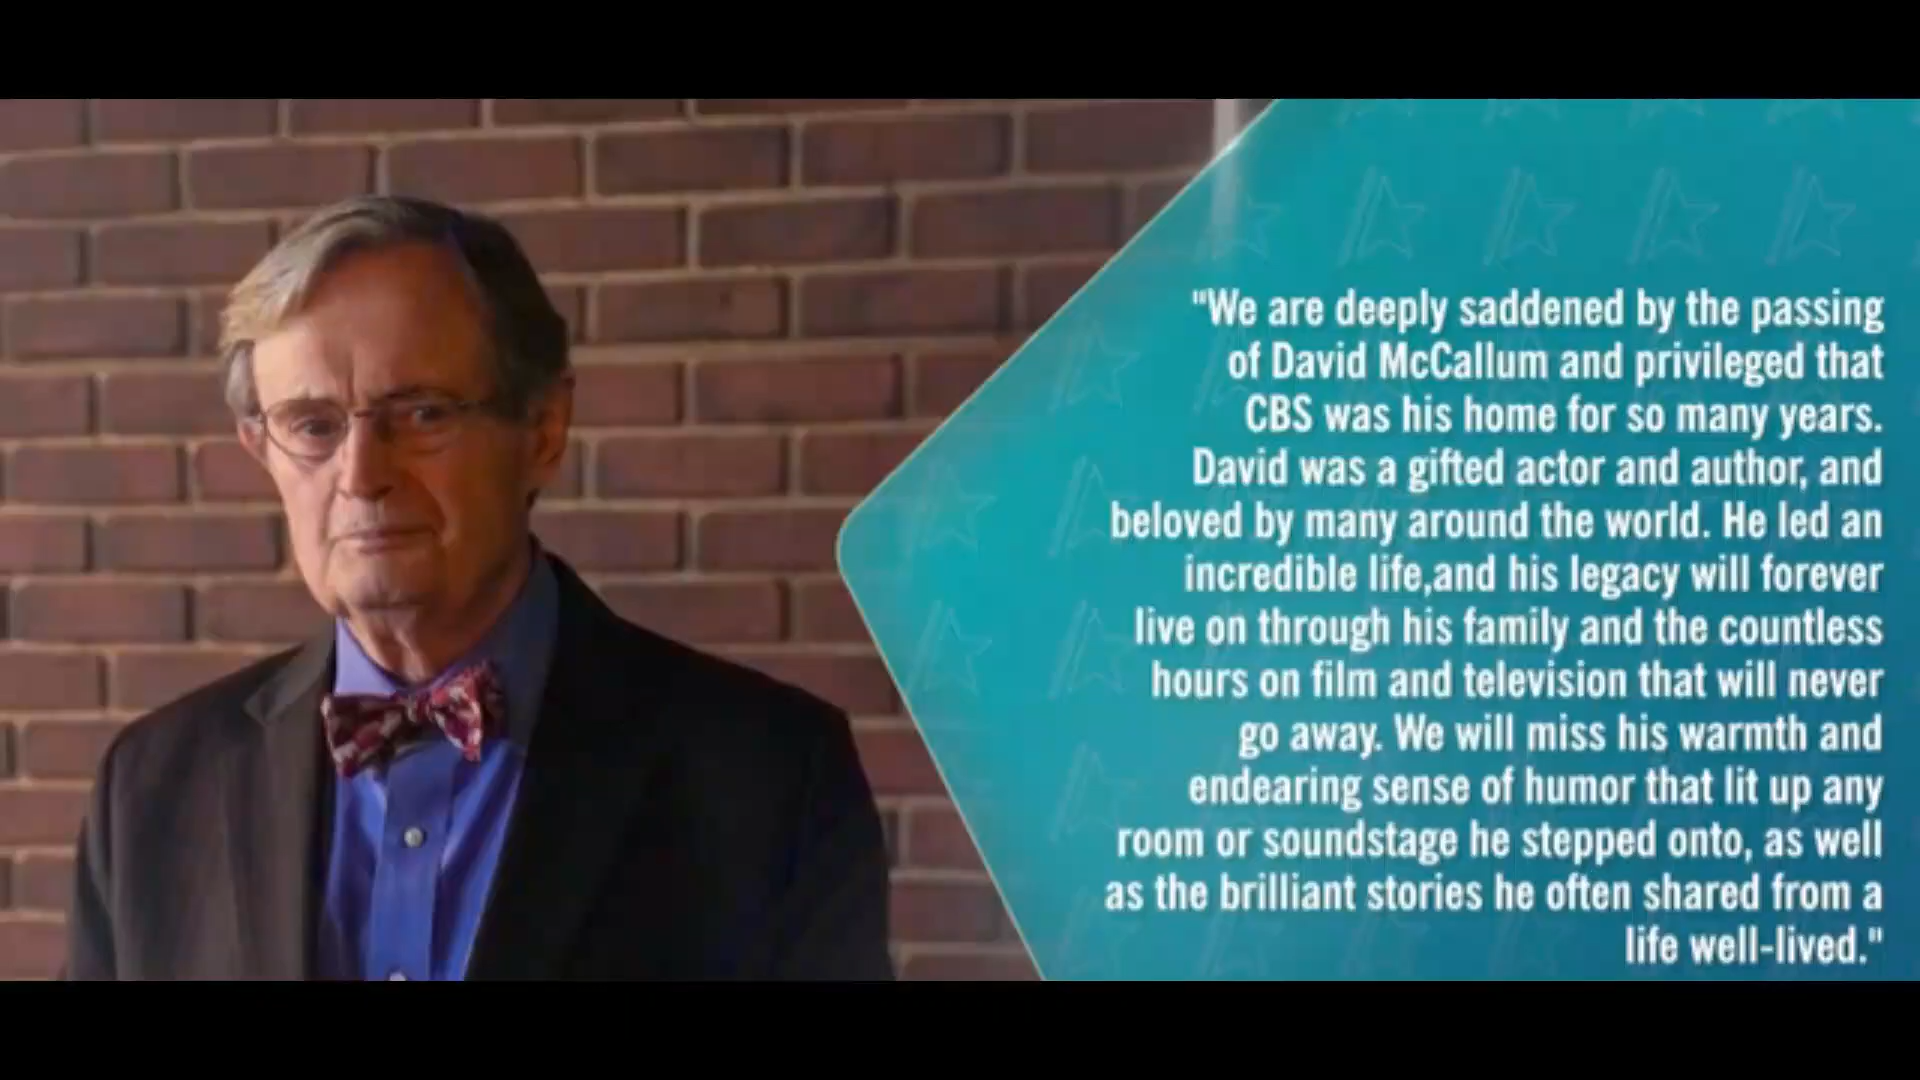 "We are deeply saddened by the passing
of David McCallum and privileged that
CBS was his home for so many years.
David was a gifted actor and author, and
beloved by many around the world. He led an
incredible life,and his legacy will forever
live on through his family and the countless
hours on film and television that will never
go away. We will miss his warmth and
endearing sense of humor that lit up any
room or soundstage he stepped onto, as well
as the brilliant stories he often shared from a
life well-lived."